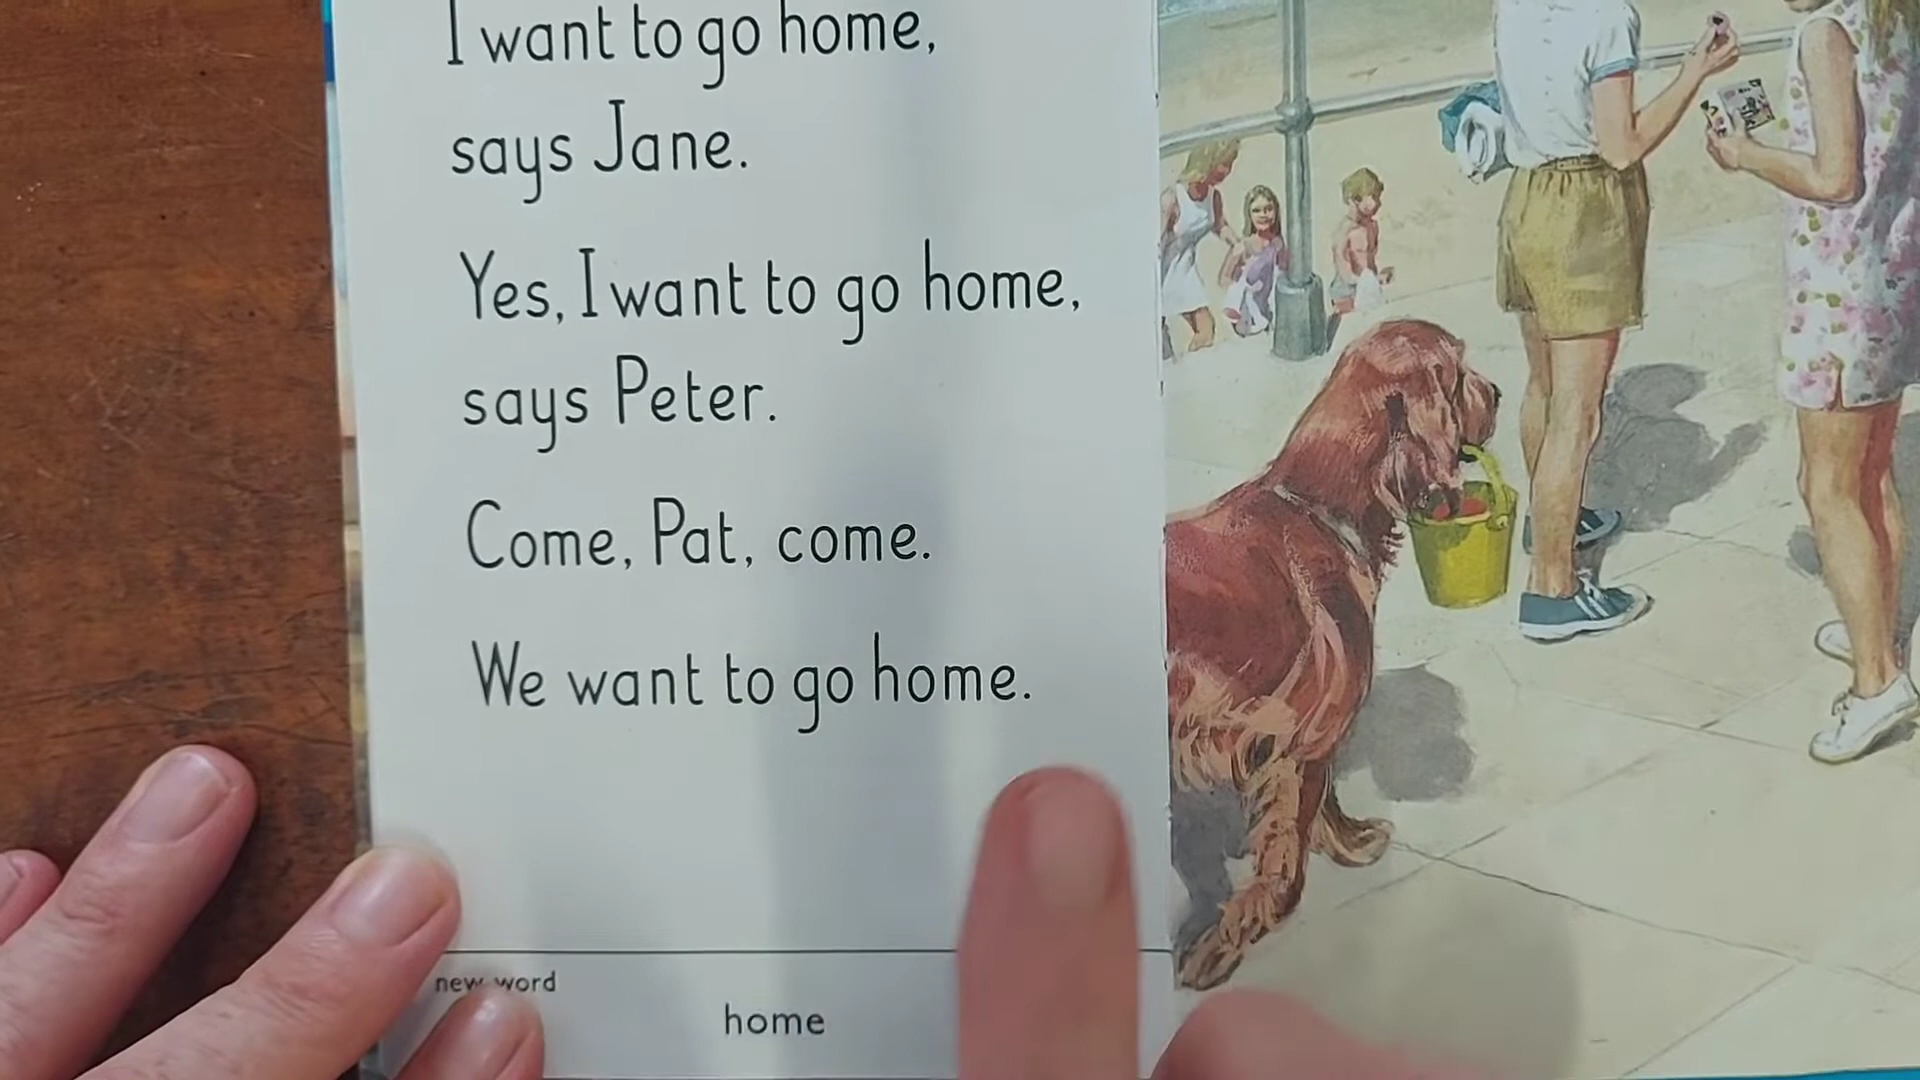 I want to go home,
says Jane.
Yes, I want to go home,
says Peter.
Come, Pat, come.
We want to go home.
new word
home